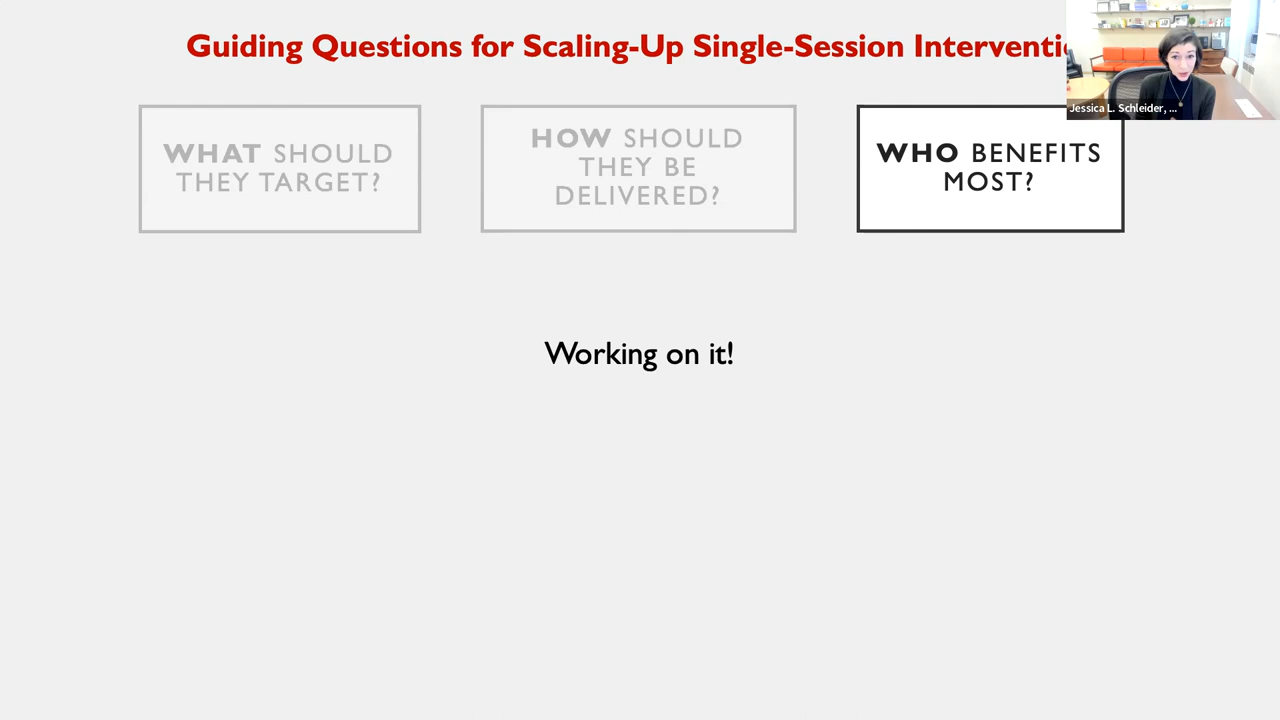 Guiding Questions for Scaling-Up Single-Session Interventio
Jessica L. Schleider, ...
WHAT SHOULD
THEY TARGET?
HOW SHOULD
THEY BE
DELIVERED?
WHO BENEFITS
MOST?
Working on it!